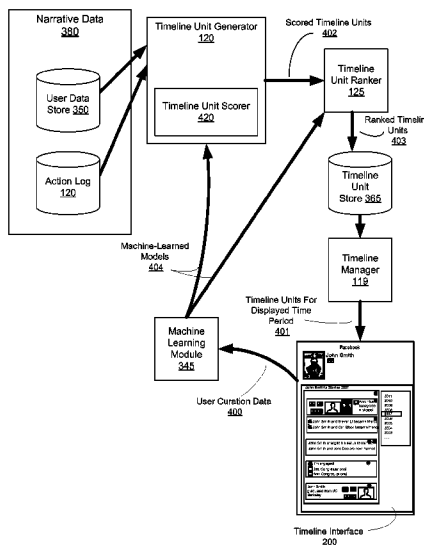 Narrative Data
380
User Data
Store 350
Action Log
120
Timeline Unit Generator
120
Timeline Unit Scorer
420
Scored Timeline Units
402
Timeline
Unit Ranker
125
Ranked Timeline
Units
403
Timeline
Unit
Store 365
Timeline
Manager
119
Machine-Learned
Models
404
Timeline Units For
Displayed Time
Period
401
Machine
Learning
Module
345
User Curation Data
400
Facebook
John Smith
Timeline Interface
200